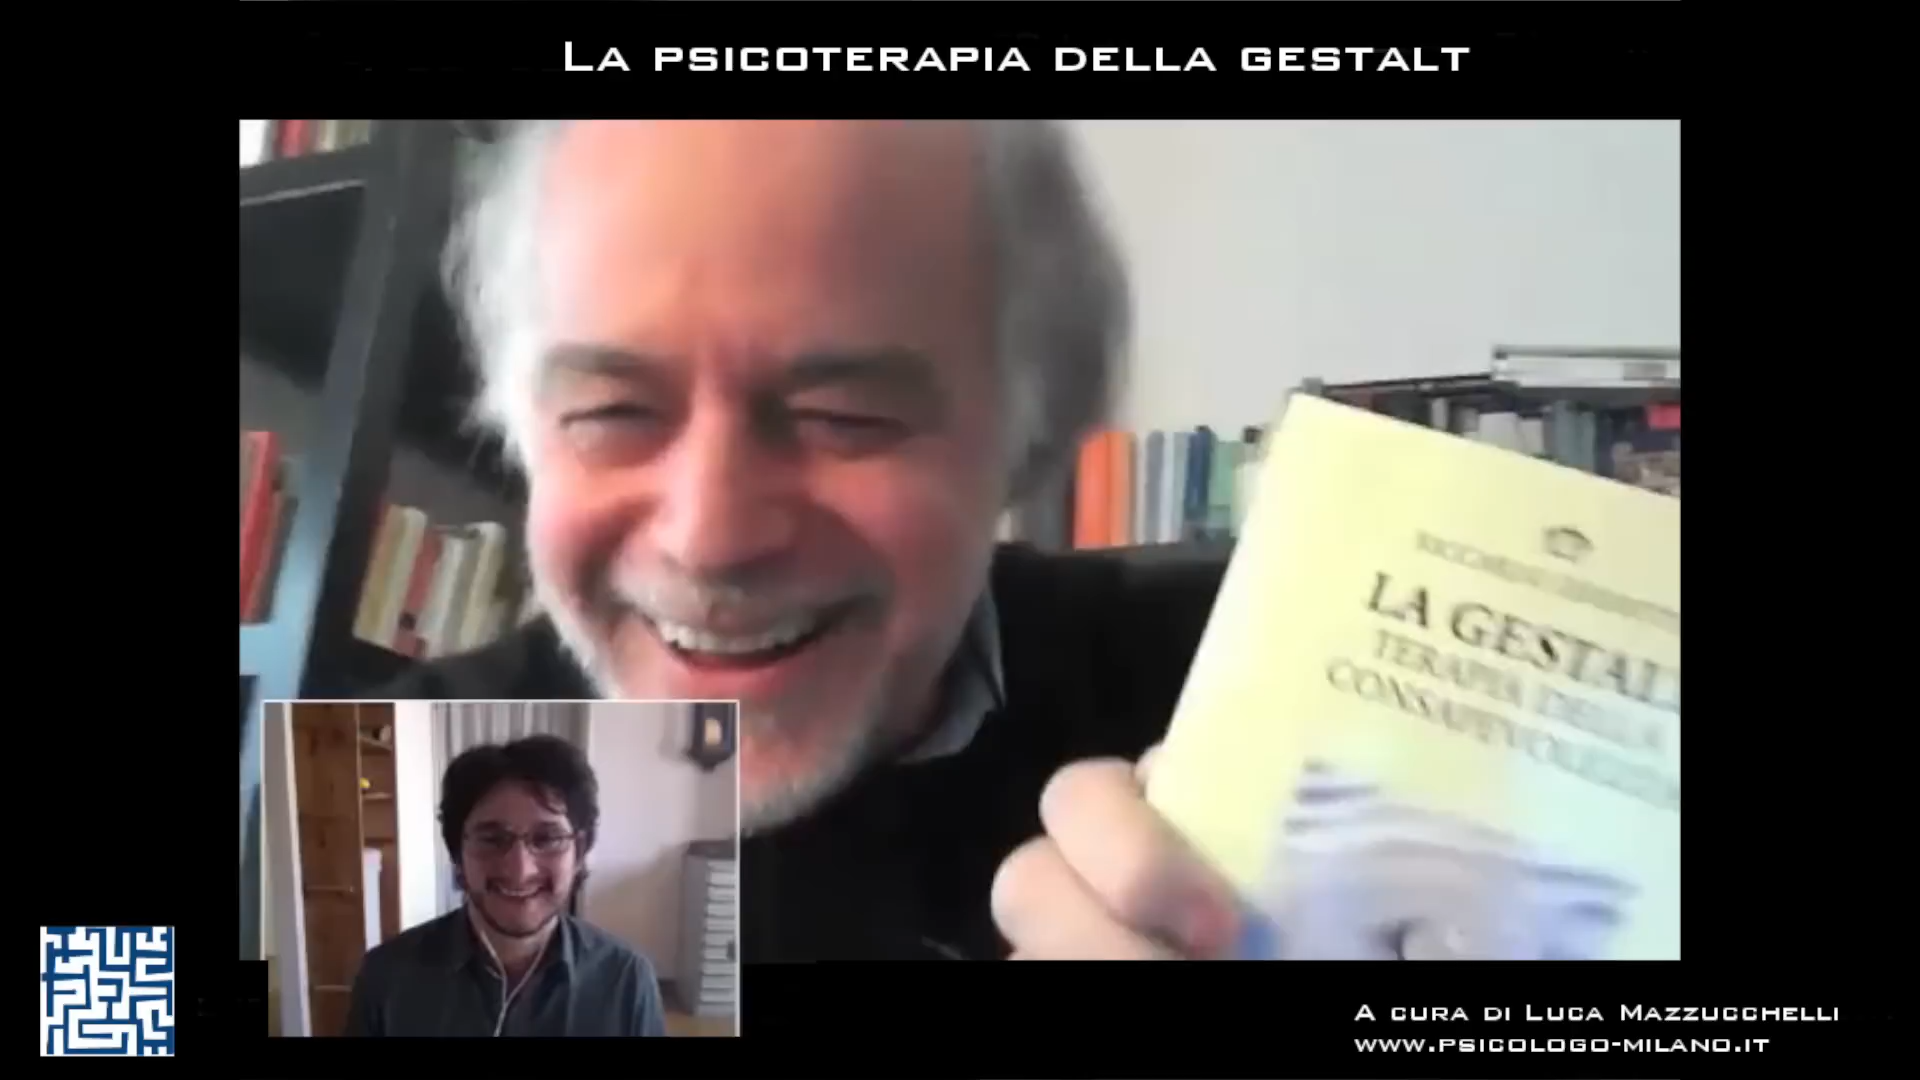 La psicoterapia della gestalt
LA GESTAL
TERAPIA DELLA
A cura di Luca Mazzucchelli
www.psicologo-milano.it